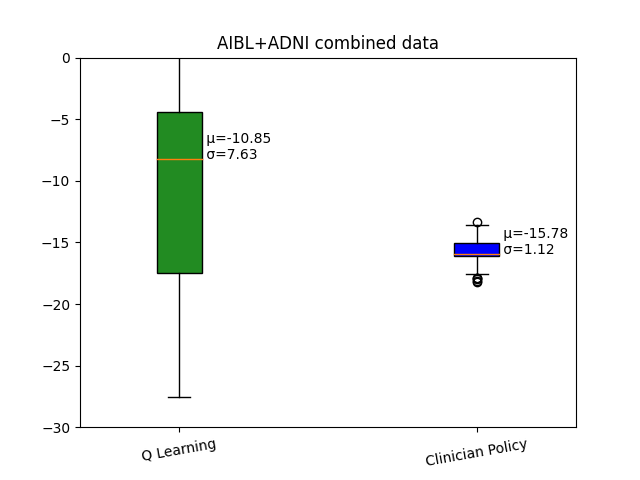 AIBL+ADNI combined data
0
−5
−10
−15
−20
−25
−30
μ=-10.85
σ=7.63
μ=-15.78
σ=1.12
Q Learning
Clinician Policy